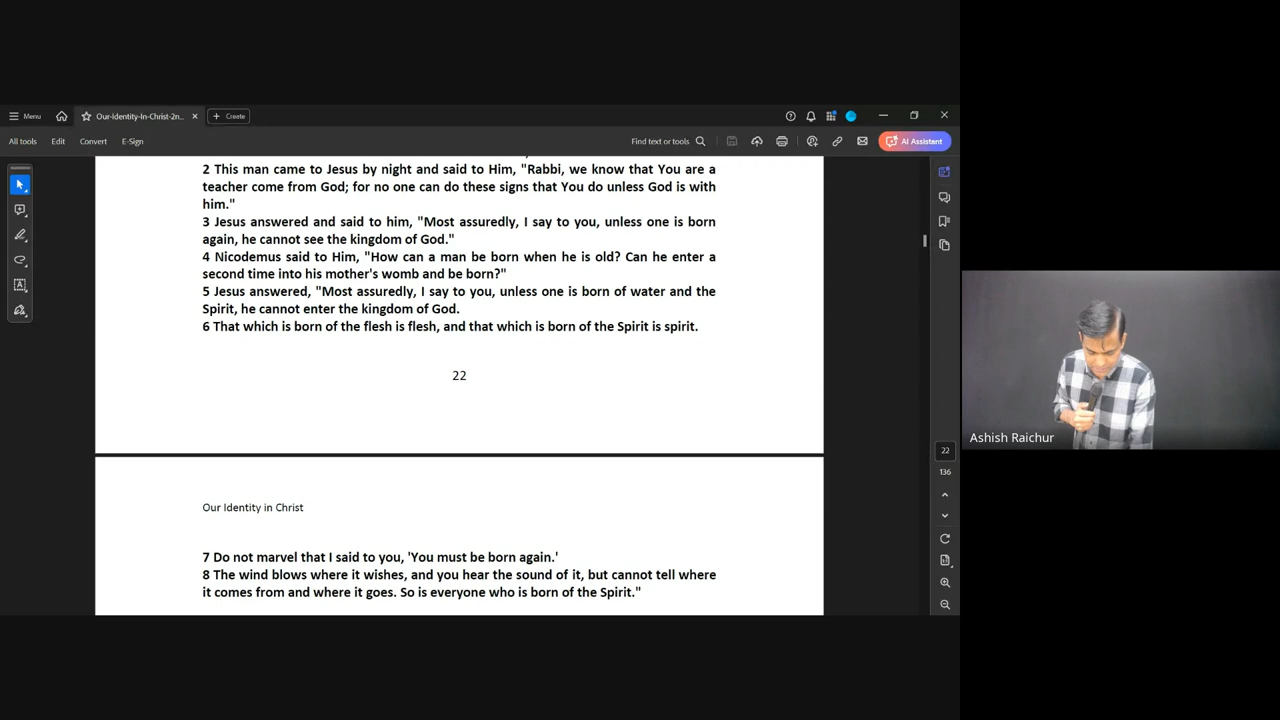 Menu
Our-Identity-In-Christ-2n...
Create
All tools
Edit
Convert
E-Sign
Find text or tools
AI Assistant
2 This man came to Jesus by night and said to Him, "Rabbi, we know that You are a
teacher come from God; for no one can do these signs that You do unless God is with
him."
3 Jesus answered and said to him, "Most assuredly, I say to you, unless one is born
again, he cannot see the kingdom of God."
4 Nicodemus said to Him, "How can a man be born when he is old? Can he enter a
second time into his mother's womb and be born?"
5 Jesus answered, "Most assuredly, I say to you, unless one is born of water and the
Spirit, he cannot enter the kingdom of God.
6 That which is born of the flesh is flesh, and that which is born of the Spirit is spirit.
22
Our Identity in Christ
7 Do not marvel that I said to you, 'You must be born again.'
8 The wind blows where it wishes, and you hear the sound of it, but cannot tell where
it comes from and where it goes. So is everyone who is born of the Spirit."
22
136
Ashish Raichur